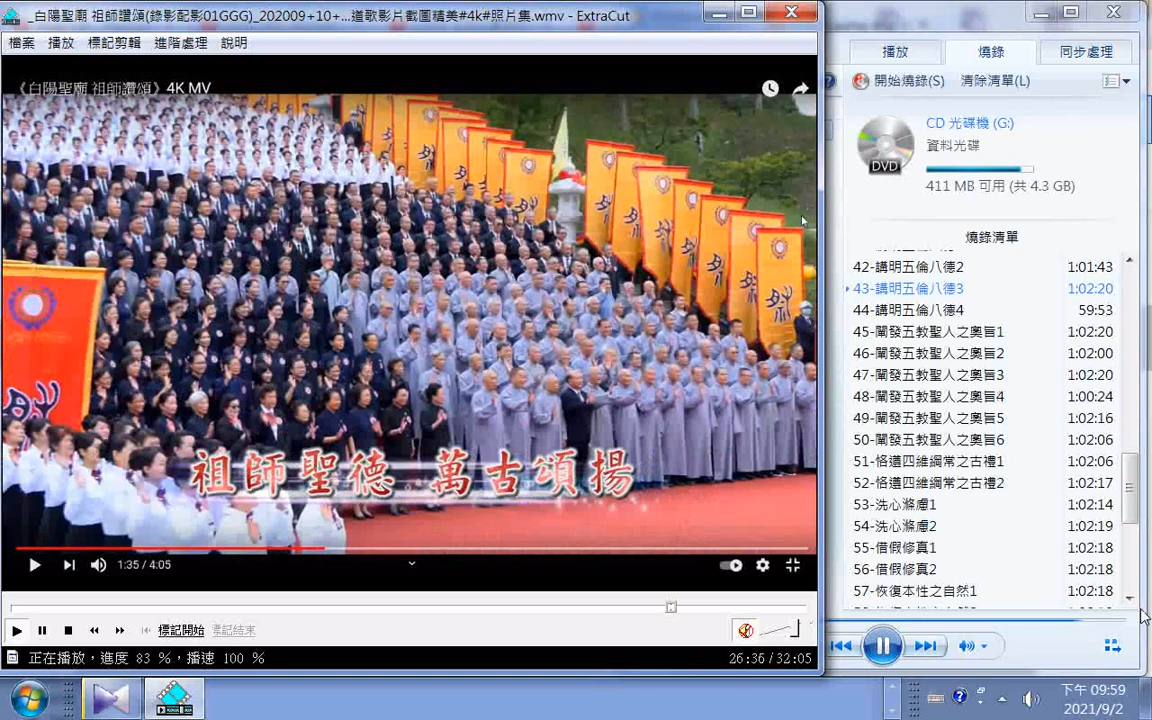 _白陽聖廟 祖師讚頌(錄影配影01GGG)_202009+10+...道歌影片截圖精美#4k#照片集.wmv - ExtraCut
檔案 播放 標記剪輯 進階處理 說明
《白陽聖廟 祖師讚頌》4K MV
祖師聖德 萬古頌揚
1:35 / 4:05
標記開始 標記結束
正在播放，進度 83 %，播速 100 %
26:36 / 32:05
播放 燒錄 同步處理
開始燒錄(S) 清除清單(L)
CD 光碟機 (G:)
DVD
資料光碟
411 MB 可用 (共 4.3 GB)
燒錄清單
42-講明五倫八德2 1:01:43
43-講明五倫八德3 1:02:20
44-講明五倫八德4 59:53
45-闡發五教聖人之奧旨1 1:02:20
46-闡發五教聖人之奧旨2 1:02:00
47-闡發五教聖人之奧旨3 1:02:20
48-闡發五教聖人之奧旨4 1:00:24
49-闡發五教聖人之奧旨5 1:02:16
50-闡發五教聖人之奧旨6 1:02:06
51-恪遵四維綱常之古禮1 1:02:06
52-恪遵四維綱常之古禮2 1:02:17
53-洗心滌慮1 1:02:14
54-洗心滌慮2 1:02:19
55-借假修真1 1:02:18
56-借假修真2 1:02:18
57-恢復本性之自然1 1:02:18
下午 09:59
2021/9/2